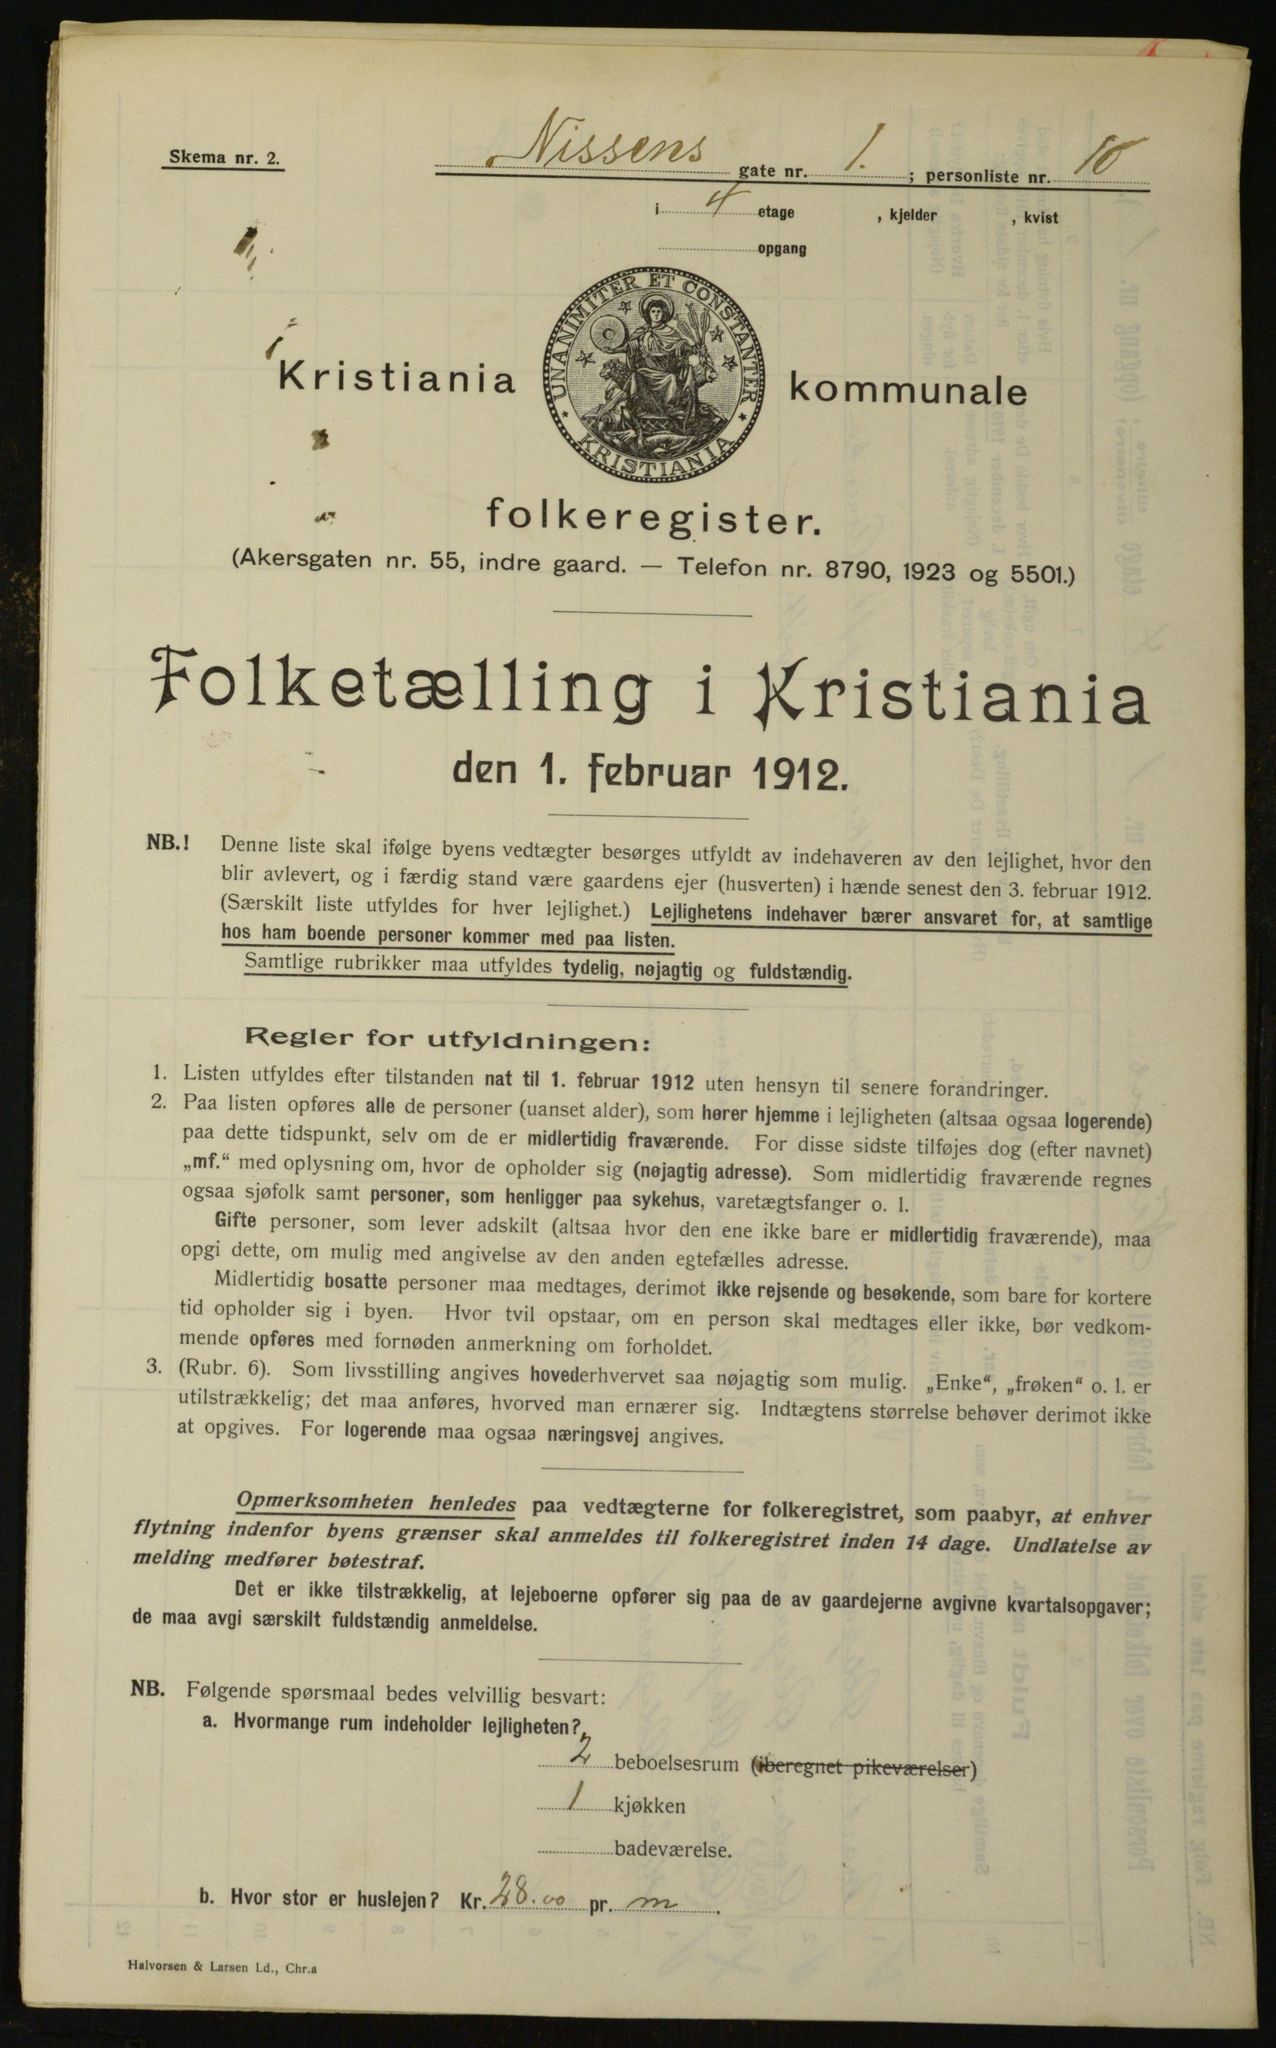 Skema nr. 2.
Nissens gate nr. 1. ; personliste nr. 10
i 4 etage , kjelder , kvist
opgang
UNANIMITER ET CONSTANTER
KRISTIANIA
Kristiania kommunale
folkeregister.
(Akersgaten nr. 55, indre gaard. — Telefon nr. 8790, 1923 og 5501.)
Folketælling i Kristiania
den 1. februar 1912.
NB.! Denne liste skal ifølge byens vedtægter besørges utfyldt av indehaveren av den lejlighet, hvor den
blir avlevert, og i færdig stand være gaardens ejer (husverten) i hænde senest den 3. februar 1912.
(Særskilt liste utfyldes for hver lejlighet.) Lejlighetens indehaver bærer ansvaret for, at samtlige
hos ham boende personer kommer med paa listen.
Samtlige rubrikker maa utfyldes tydelig, nøjagtig og fuldstændig.
Regler for utfyldningen:
1. Listen utfyldes efter tilstanden nat til 1. februar 1912 uten hensyn til senere forandringer.
2. Paa listen opføres alle de personer (uanset alder), som hører hjemme i lejligheten (altsaa ogsaa logerende)
paa dette tidspunkt, selv om de er midlertidig fraværende. For disse sidste tilføjes dog (efter navnet)
„mf.“ med oplysning om, hvor de opholder sig (nøjagtig adresse). Som midlertidig fraværende regnes
ogsaa sjøfolk samt personer, som henligger paa sykehus, varetægtsfanger o. l.
Gifte personer, som lever adskilt (altsaa hvor den ene ikke bare er midlertidig fraværende), maa
opgi dette, om mulig med angivelse av den anden egtefælles adresse.
Midlertidig bosatte personer maa medtages, derimot ikke rejsende og besøkende, som bare for kortere
tid opholder sig i byen. Hvor tvil opstaar, om en person skal medtages eller ikke, bør vedkom-
mende opføres med fornøden anmerkning om forholdet.
3. (Rubr. 6). Som livsstilling angives hovederhvervet saa nøjagtig som mulig. „Enke“, „frøken“ o. l. er
utilstrækkelig; det maa anføres, hvorved man ernærer sig. Indtægtens størrelse behøver derimot ikke
at opgives. For logerende maa ogsaa næringsvej angives.
Opmerksomheten henledes paa vedtægterne for folkeregistret, som paabyr, at enhver
flytning indenfor byens grænser skal anmeldes til folkeregistret inden 14 dage. Undlatelse av
melding medfører bøtestraf.
Det er ikke tilstrækkelig, at lejeboerne opfører sig paa de av gaardejerne avgivne kvartalsopgaver;
de maa avgi særskilt fuldstændig anmeldelse.
NB. Følgende spørsmaal bedes velvillig besvart:
a. Hvormange rum indeholder lejligheten?
2 beboelsesrum (iberegnet pikeværelser)
1 kjøkken
badeværelse.
b. Hvor stor er huslejen? Kr. 28.00 pr. m.
Halvorsen & Larsen Ld., Chr.a